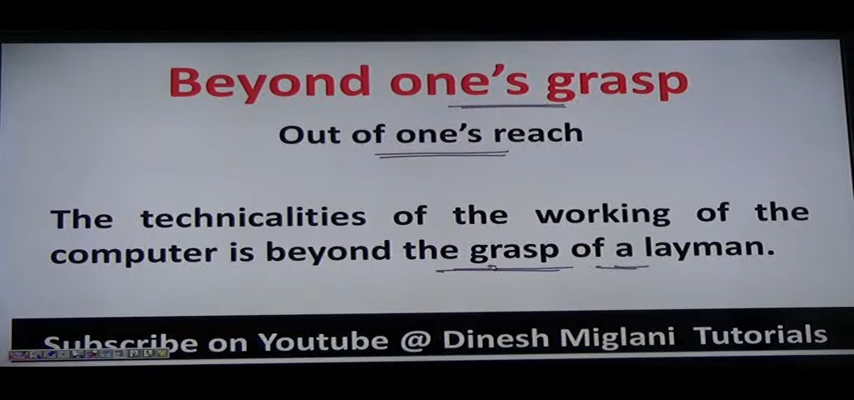 Beyond one's grasp
Out of one's reach
The technicalities of the working of the
computer is beyond the grasp of a layman.
Subscribe on Youtube @ Dinesh Miglani Tutorials